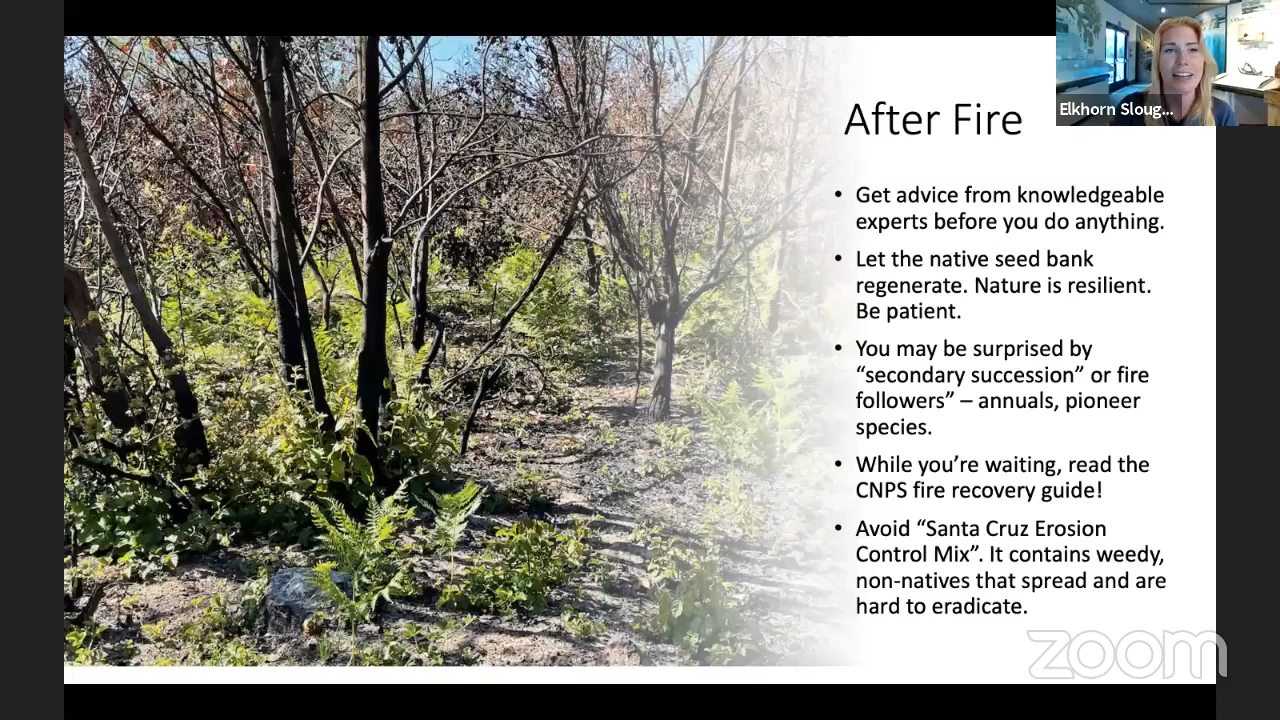 After Fire
Elkhorn Sloug...
• Get advice from knowledgeable
experts before you do anything.
• Let the native seed bank
regenerate. Nature is resilient.
Be patient.
• You may be surprised by
“secondary succession” or fire
followers” – annuals, pioneer
species.
• While you’re waiting, read the
CNPS fire recovery guide!
• Avoid “Santa Cruz Erosion
Control Mix”. It contains weedy,
non-natives that spread and are
hard to eradicate.
zoom